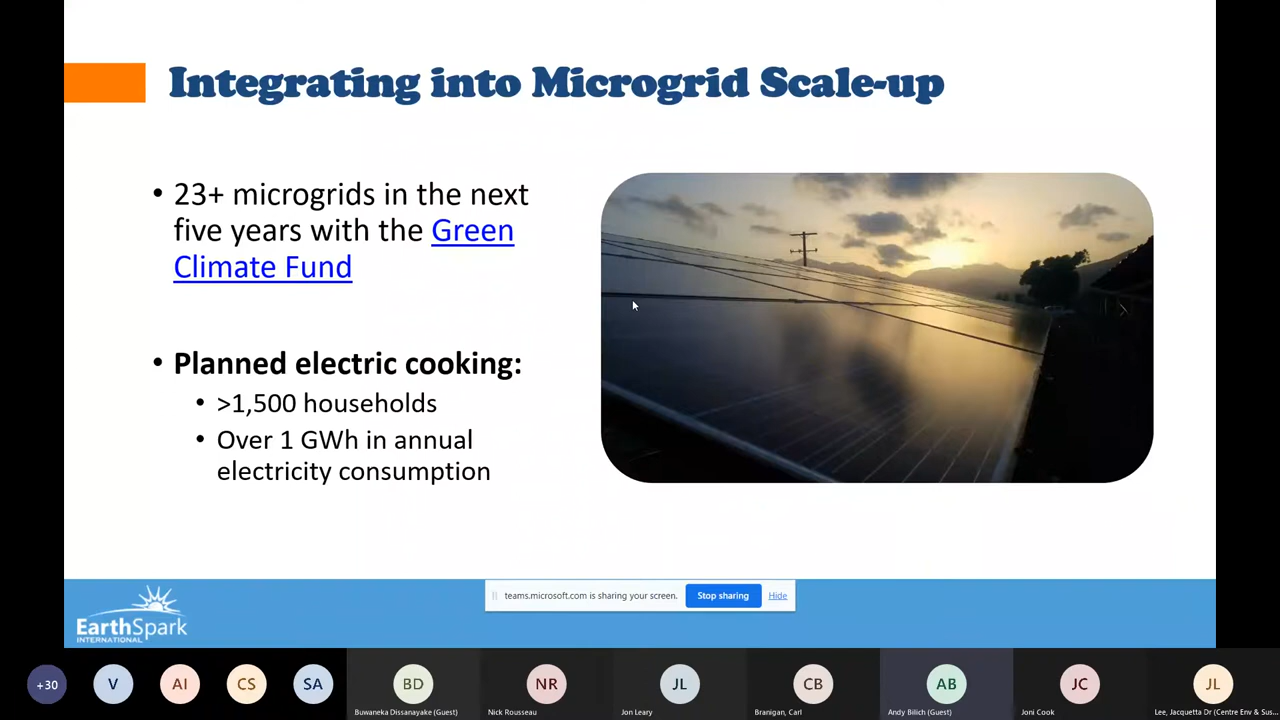 Integrating into Microgrid Scale-up
• 23+ microgrids in the next
five years with the Green
Climate Fund
• Planned electric cooking:
• >1,500 households
• Over 1 GWh in annual
electricity consumption
EarthSpark
INTERNATIONAL
teams.microsoft.com is sharing your screen.
Stop sharing
Hide
+30
V
AI
CS
SA
BD
NR
JL
CB
AB
JC
JL
Buwaneka Dissanayake (Guest)
Nick Rousseau
Jon Leary
Branigan, Carl
Andy Bilich (Guest)
Joni Cook
Lee, Jacquetta Dr (Centre Env & Sus...